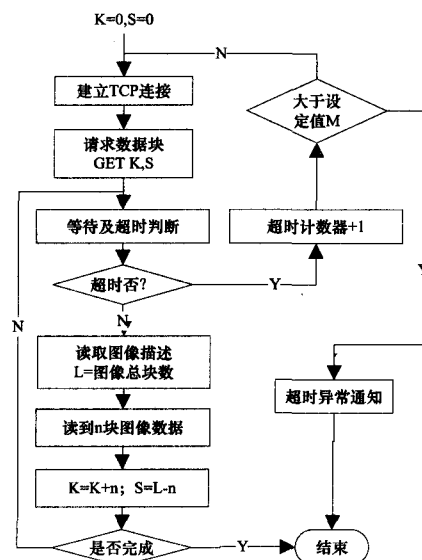 K=0,S=0
N
建立TCP连接
大于设
定值M
请求数据块
GET K,S
等待及超时判断
超时计数器+1
超时否?
Y
Y
N
N
读取图像描述
L=图像总块数
超时异常通知
读到n块图像数据
K=K+n; S=L-n
是否完成
Y
结束